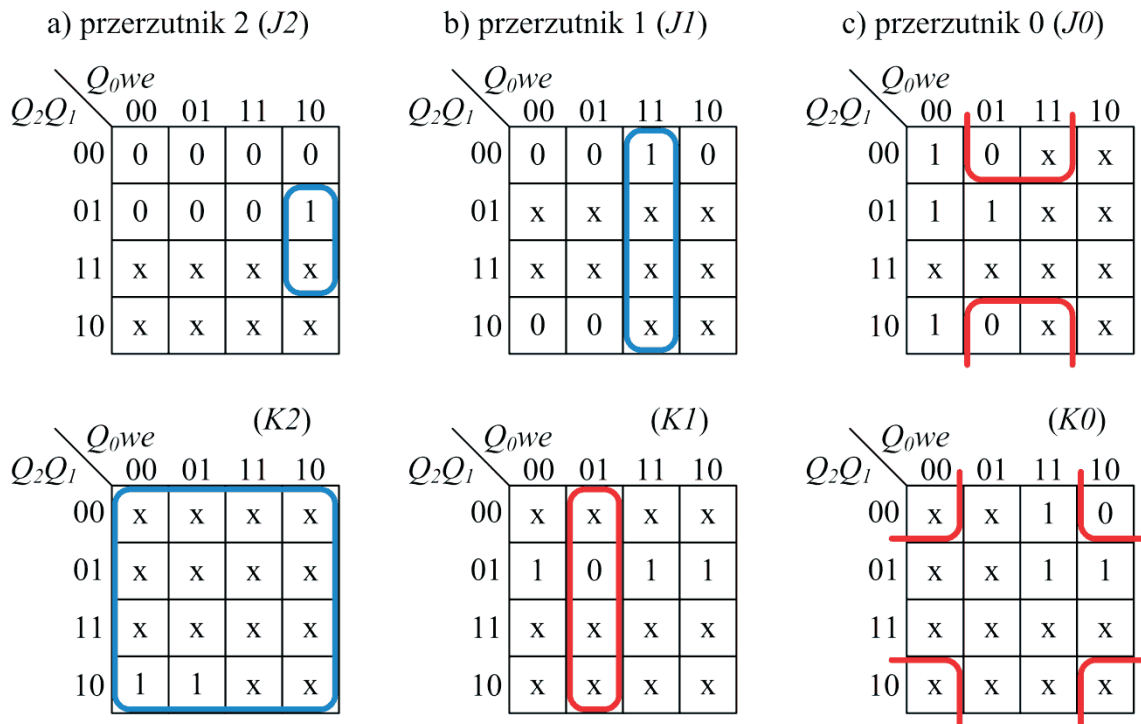 a) przerzutnik 2 (J2) b) przerzutnik 1 (J1) c) przerzutnik 0 (J0)
Q₀we Q₀we Q₀we
Q₂Q₁ 00 01 11 10 Q₂Q₁ 00 01 11 10 Q₂Q₁ 00 01 11 10
00 0 0 0 0 00 0 0 1 0 00 1 0 x x
01 0 0 0 1 01 x x x x 01 1 1 x x
11 x x x x 11 x x x x 11 x x x x
10 x x x x 10 0 0 x x 10 1 0 x x
(K2) (K1) (K0)
Q₀we Q₀we Q₀we
Q₂Q₁ 00 01 11 10 Q₂Q₁ 00 01 11 10 Q₂Q₁ 00 01 11 10
00 x x x x 00 x x x x 00 x x 1 0
01 x x x x 01 1 0 1 1 01 x x 1 1
11 x x x x 11 x x x x 11 x x x x
10 1 1 x x 10 x x x x 10 x x x x